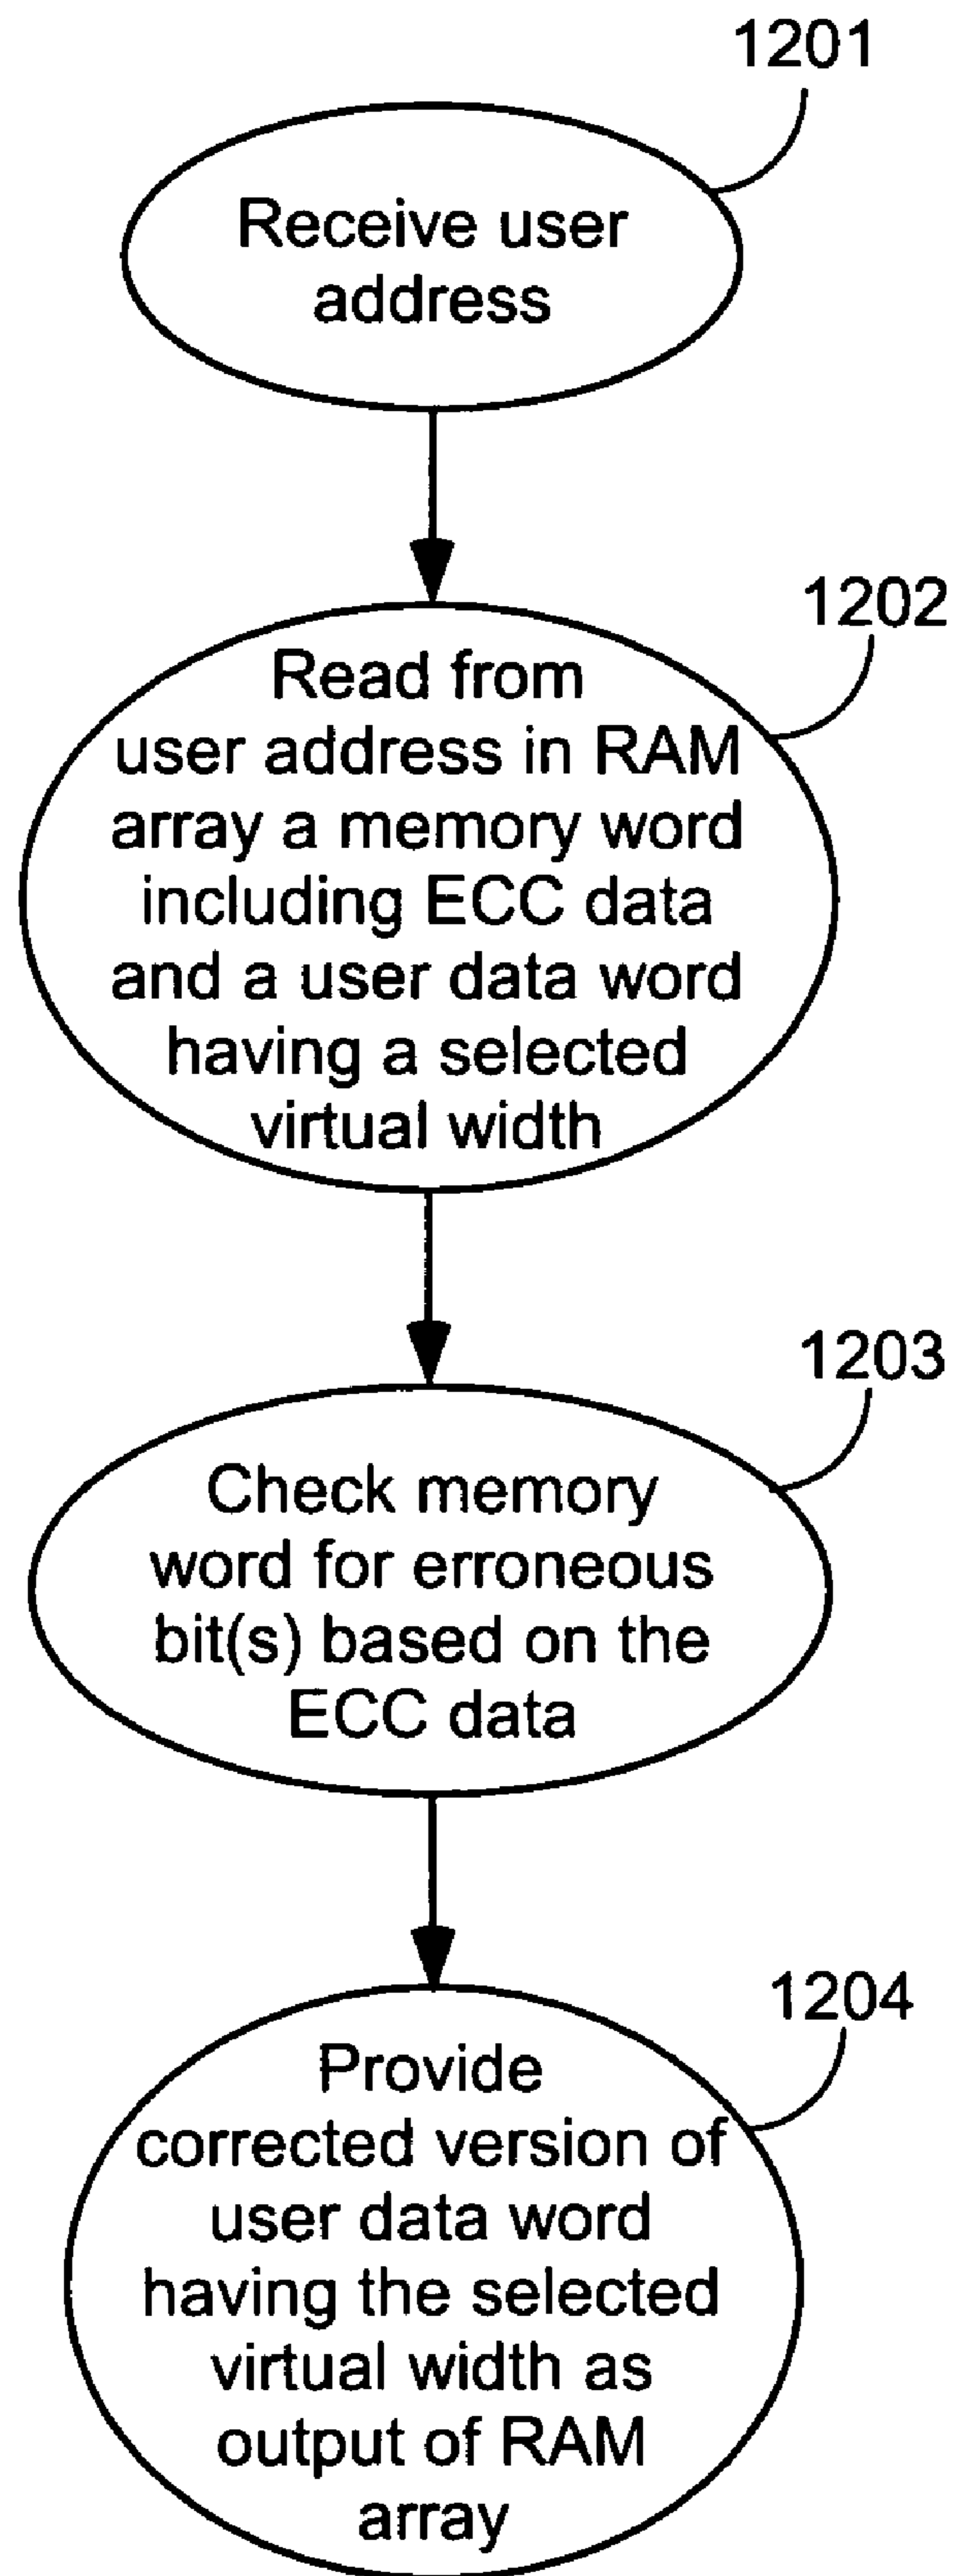 1201
Receive user
address
1202
Read from
user address in RAM
array a memory word
including ECC data
and a user data word
having a selected
virtual width
1203
Check memory
word for erroneous
bit(s) based on the
ECC data
1204
Provide
corrected version of
user data word
having the selected
virtual width as
output of RAM
array